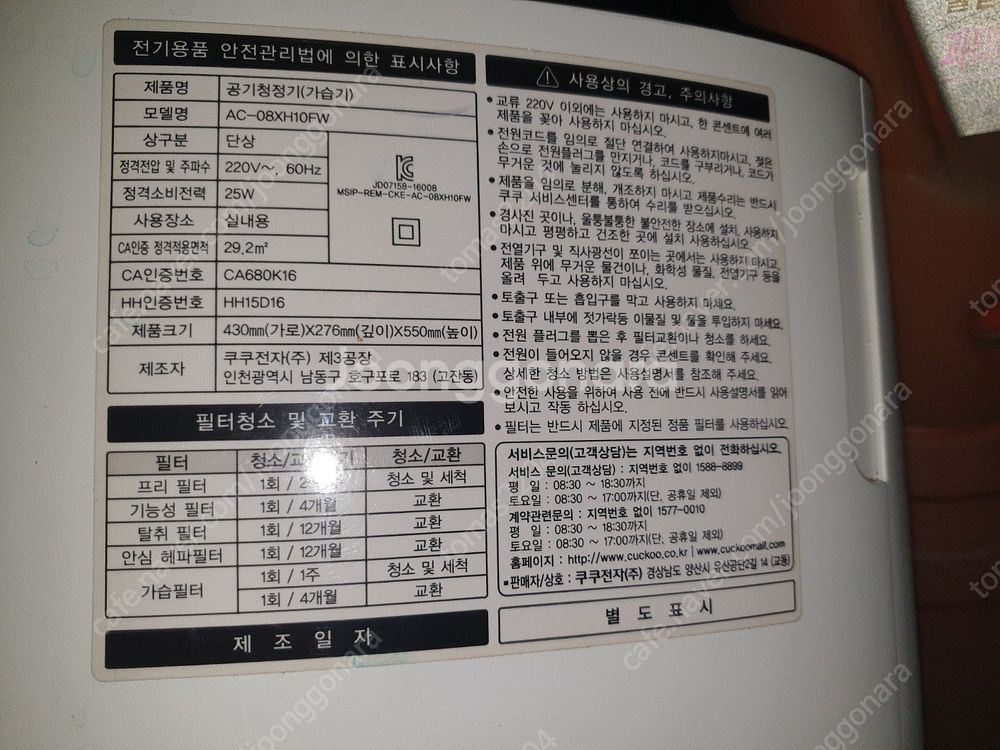 전기용품 안전관리법에 의한 표시사항
제품명 공기청정기(가습기)
모델명 AC-08XH10FW
상구분 단상
정격전압 및 주파수 220V~, 60Hz
정격소비전력 25W
사용장소 실내용
CA인증 정격적용면적 29.2m²
JD07158-16008
MSIP-REM-CKE-AC-08XH10FW
CA인증번호 CA680K16
HH인증번호 HH15D16
제품크기 430mm(가로)X276mm(깊이)X550mm(높이)
제조자 쿠쿠전자(주) 제3공장
인천광역시 남동구 호구포로 183 (고잔동)
필터청소 및 교환 주기
필터 청소/교 청소/교환
프리 필터 1회 / 2 청소 및 세척
기능성 필터 1회 / 4개월 교환
탈취 필터 1회 / 12개월 교환
안심 헤파필터 1회 / 12개월 교환
가습필터 1회 / 1주 청소 및 세척
1회 / 4개월 교환
제 조 일 자
사용상의 경고, 주의사항
• 교류 220V 이외에는 사용하지 마시고, 한 콘센트에 여러
제품을 꽂아 사용하지 마십시오.
• 전원코드를 임의로 절단 연결하여 사용하지마시고, 젖은
손으로 전원플러그를 만지거나, 코드를 구부리거나, 코드가
무거운 것에 눌리지 않도록 하십시오.
• 제품을 임의로 분해, 개조하지 마시고 제품수리는 반드시
쿠쿠 서비스센터를 통하여 수리를 받으십시오.
• 경사진 곳이나, 울퉁불퉁한 불안전한 장소에 설치, 사용하지
마시고 평평하고 건조한 곳에 설치 사용하십시오.
• 전열기구 및 직사광선이 쪼이는 곳에서는 사용하지 마시고,
제품 위에 무거운 물건이나, 화학성 물질, 전열기구 등을
올려 두고 사용하지 마십시오.
• 토출구 또는 흡입구를 막고 사용하지 마세요.
• 토출구 내부에 젓가락등 이물질 및 물을 투입하지 마세요.
• 전원 플러그를 뽑은 후 필터교환이나 청소를 하세요.
• 전원이 들어오지 않을 경우 콘센트를 확인해 주세요.
상세한 청소 방법은 사용설명서를 참조해 주세요.
• 안전한 사용을 위하여 사용 전에 반드시 사용설명서를 읽어
보시고 작동 하십시오.
• 필터는 반드시 제품에 지정된 정품 필터를 사용하십시오.
서비스문의(고객상담)는 지역번호 없이 전화하십시오.
서비스 문의(고객상담) : 지역번호 없이 1588-8899
평 일 : 08:30 ~ 18:30까지
토요일 : 08:30 ~ 17:00까지(단, 공휴일 제외)
계약관련문의 : 지역번호 없이 1577-0010
평 일 : 08:30 ~ 18:30까지
토요일 : 08:30 ~ 17:00까지(단, 공휴일 제외)
홈페이지 : http://www.cuckoo.co.kr | www.cuckoomall.com
• 판매자/상호 : 쿠쿠전자(주) 경상남도 양산시 유산공단2길 14 (교동)
별 도 표 시
joonggonara
cafe.naver.com/joonggonara